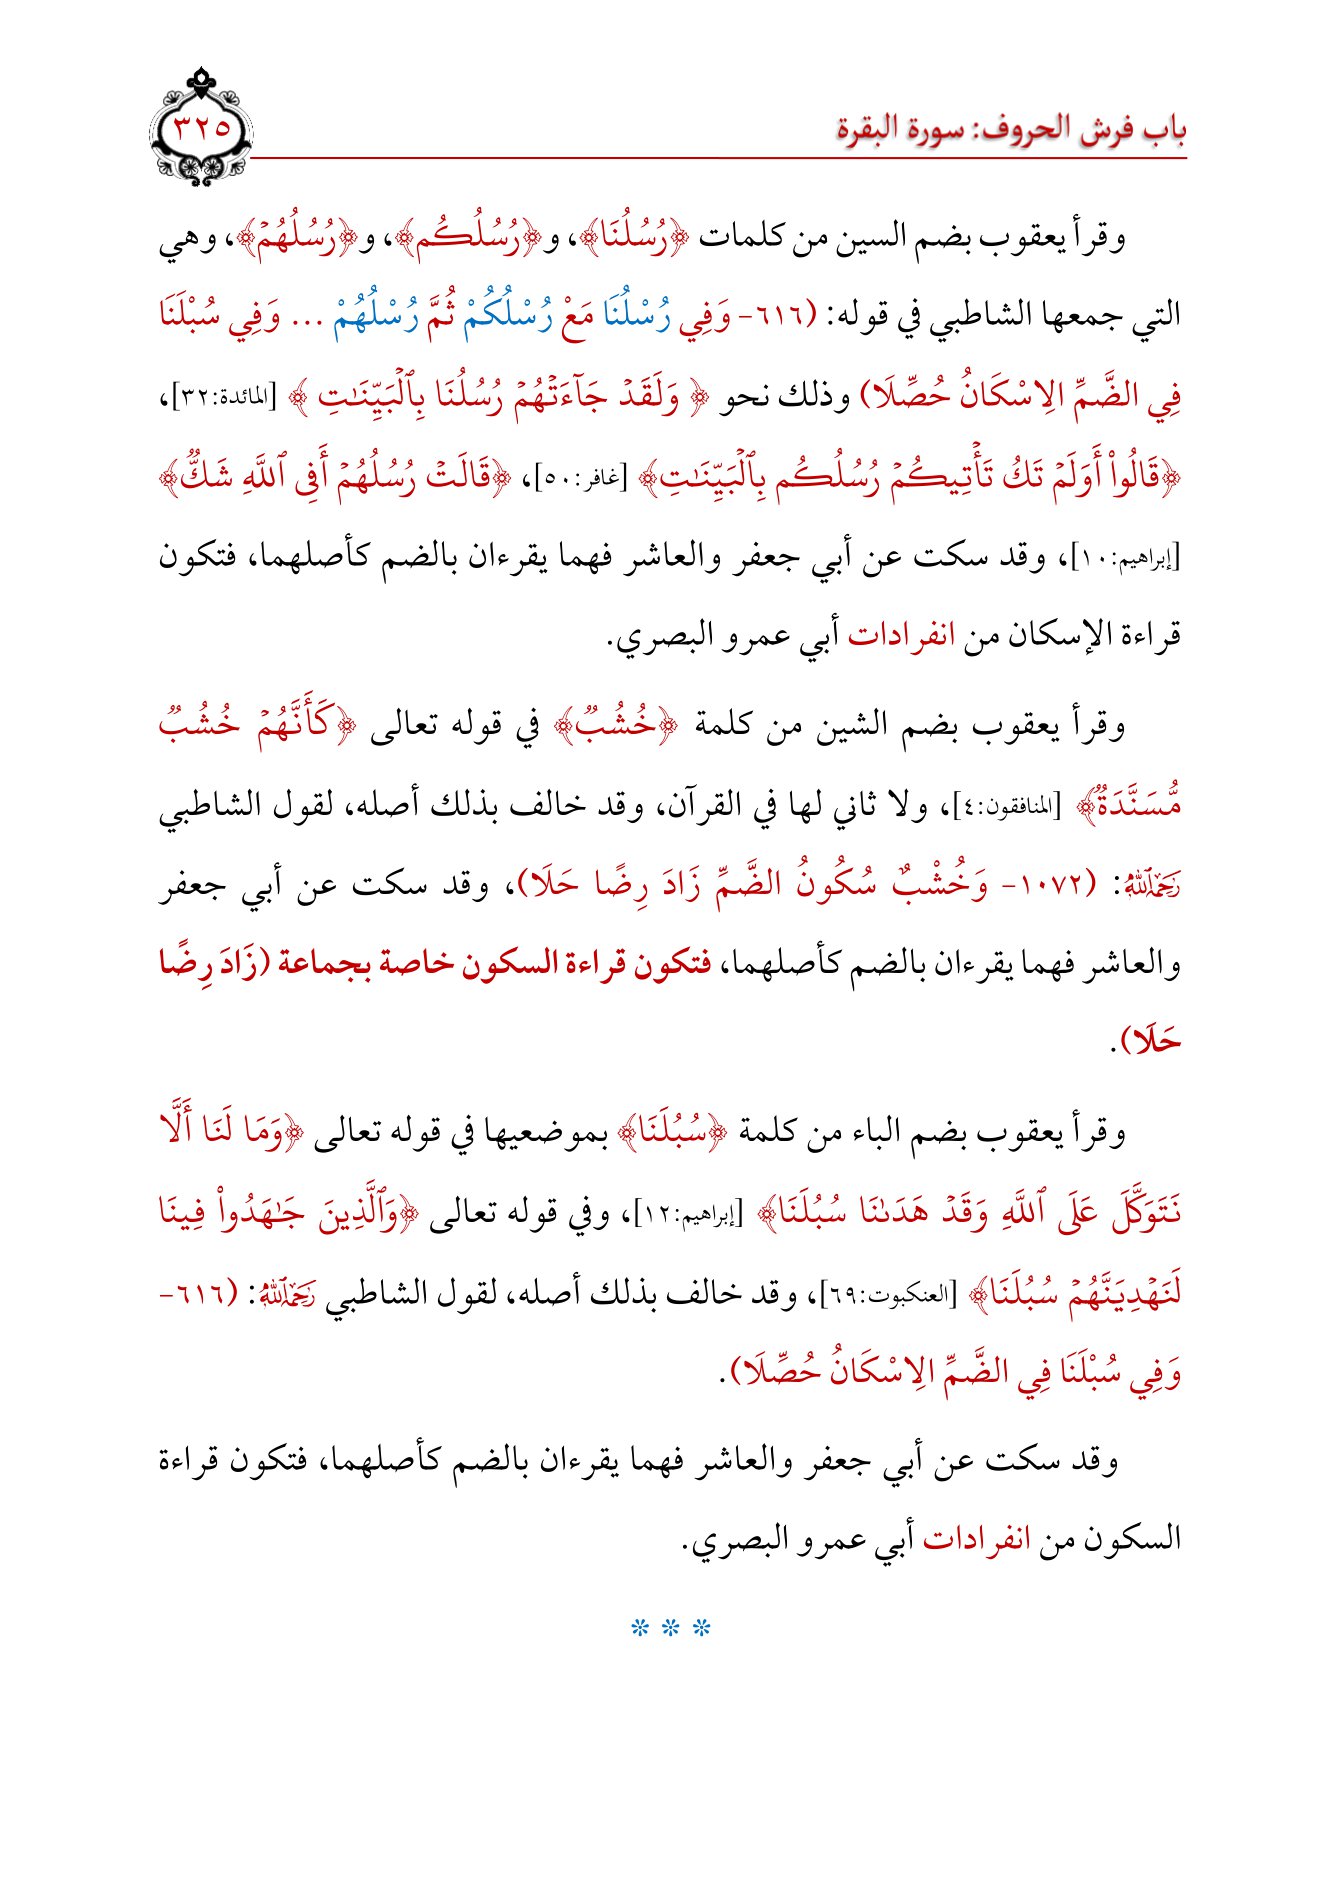 باب فرش الحروف: سورة البقرة
٣٢٥
وقرأ يعقوب بضم السين من كلمات ﴿رُسُلُنَا﴾، و﴿رُسُلُكُم﴾، و﴿رُسُلُهُمۡ﴾، وهي
التي جمعها الشاطبي في قوله: (٦١٦- وَفِي رُسْلُنَا مَعْ رُسْلُكُمْ ثُمَّ رُسْلُهُمْ ... وَفِي سُبْلَنَا
فِي الضَّمِّ الِاسْكَانُ حُصِّلَا) وذلك نحو ﴿ وَلَقَدۡ جَآءَتۡهُمۡ رُسُلُنَا بِٱلۡبَيِّنَٰتِ ﴾ [المائدة:٣٢]،
﴿قَالُوٓاْ أَوَلَمۡ تَكُ تَأۡتِيكُمۡ رُسُلُكُم بِٱلۡبَيِّنَٰتِ﴾ [غافر:٥٠]، ﴿قَالَتۡ رُسُلُهُمۡ أَفِي ٱللَّهِ شَكّٞ﴾
[إبراهيم:١٠]، وقد سكت عن أبي جعفر والعاشر فهما يقرءان بالضم كأصلهما، فتكون
قراءة الإسكان من انفرادات أبي عمرو البصري.
وقرأ يعقوب بضم الشين من كلمة ﴿خُشُبٞ﴾ في قوله تعالى ﴿كَأَنَّهُمۡ خُشُبٞ
مُّسَنَّدَةٞ﴾ [المنافقون:٤]، ولا ثاني لها في القرآن، وقد خالف بذلك أصله، لقول الشاطبي
رَحِمَهُ ٱللَّهُ: (١٠٧٢- وَخُشْبٌ سُكُونُ الضَّمِّ زَادَ رِضًا حَلَا)، وقد سكت عن أبي جعفر
والعاشر فهما يقرءان بالضم كأصلهما، فتكون قراءة السكون خاصة بجماعة (زَادَ رِضًا
حَلَا).
وقرأ يعقوب بضم الباء من كلمة ﴿سُبُلَنَا﴾ بموضعيها في قوله تعالى ﴿وَمَا لَنَا أَلَّا
نَتَوَكَّلَ عَلَى ٱللَّهِ وَقَدۡ هَدَىٰنَا سُبُلَنَا﴾ [إبراهيم:١٢]، وفي قوله تعالى ﴿وَٱلَّذِينَ جَٰهَدُواْ فِينَا
لَنَهۡدِيَنَّهُمۡ سُبُلَنَا﴾ [العنكبوت:٦٩]، وقد خالف بذلك أصله، لقول الشاطبي رَحِمَهُ ٱللَّهُ: (٦١٦-
وَفِي سُبْلَنَا فِي الضَّمِّ الِاسْكَانُ حُصِّلَا).
وقد سكت عن أبي جعفر والعاشر فهما يقرءان بالضم كأصلهما، فتكون قراءة
السكون من انفرادات أبي عمرو البصري.
* * *